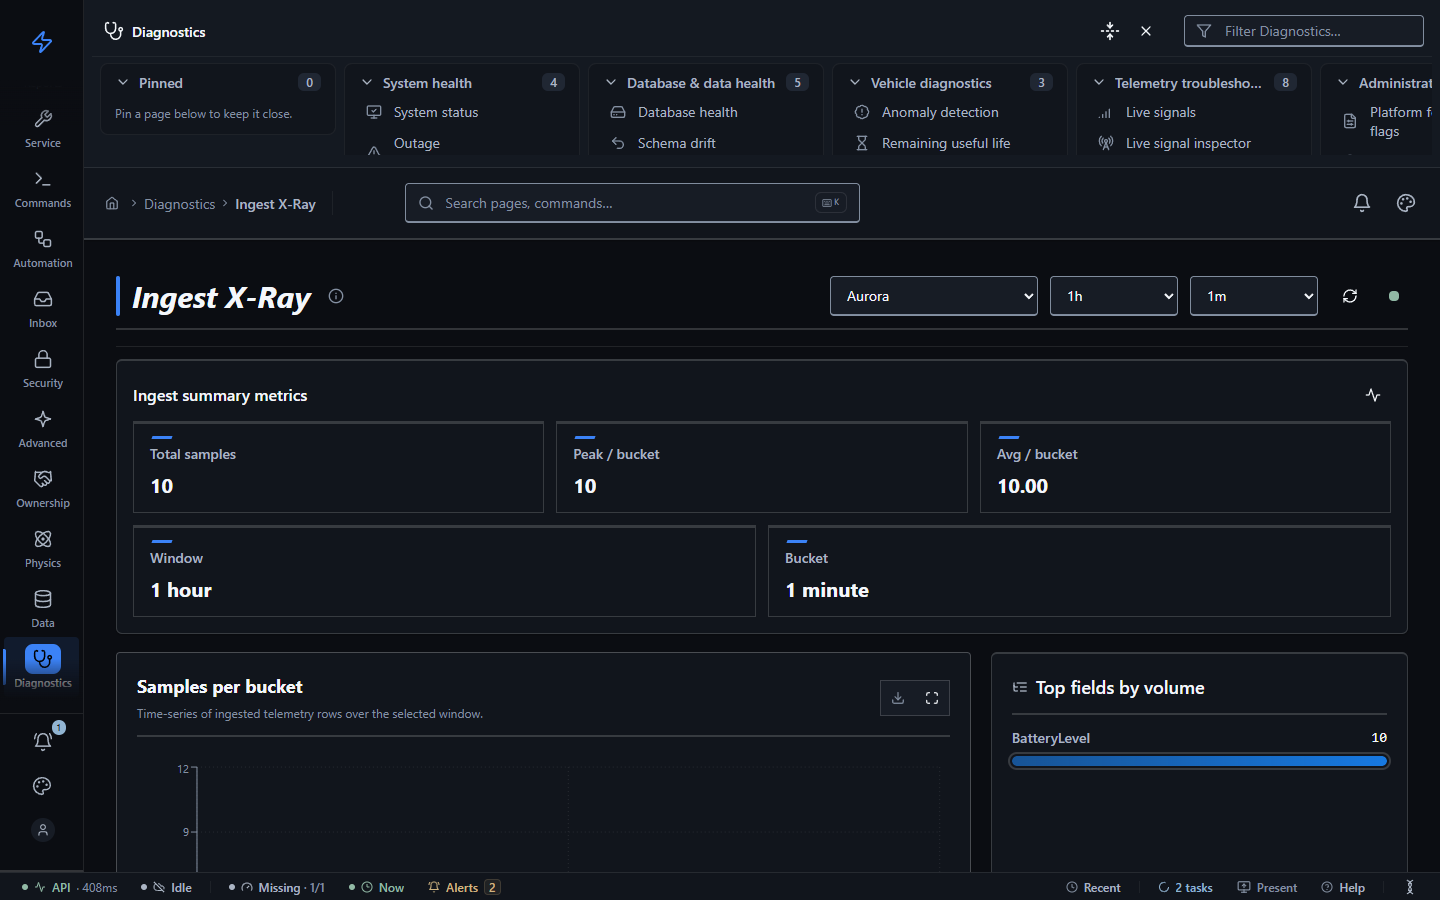 Diagnostics
Filter Diagnostics...
Pinned 0
Pin a page below to keep it close.
System health 4
System status
Outage
Database & data health 5
Database health
Schema drift
Vehicle diagnostics 3
Anomaly detection
Remaining useful life
Telemetry troublesho... 8
Live signals
Live signal inspector
Administrat
Platform f
flags
Service
Commands
Automation
Inbox
Security
Advanced
Ownership
Physics
Data
Diagnostics
1
Diagnostics
Ingest X-Ray
Search pages, commands...
K
Ingest X-Ray
Aurora
1h
1m
Ingest summary metrics
Total samples
10
Peak / bucket
10
Avg / bucket
10.00
Window
1 hour
Bucket
1 minute
Samples per bucket
Time-series of ingested telemetry rows over the selected window.
12
9
Top fields by volume
BatteryLevel 10
API · 408ms
Idle
Missing · 1/1
Now
Alerts 2
Recent
2 tasks
Present
Help